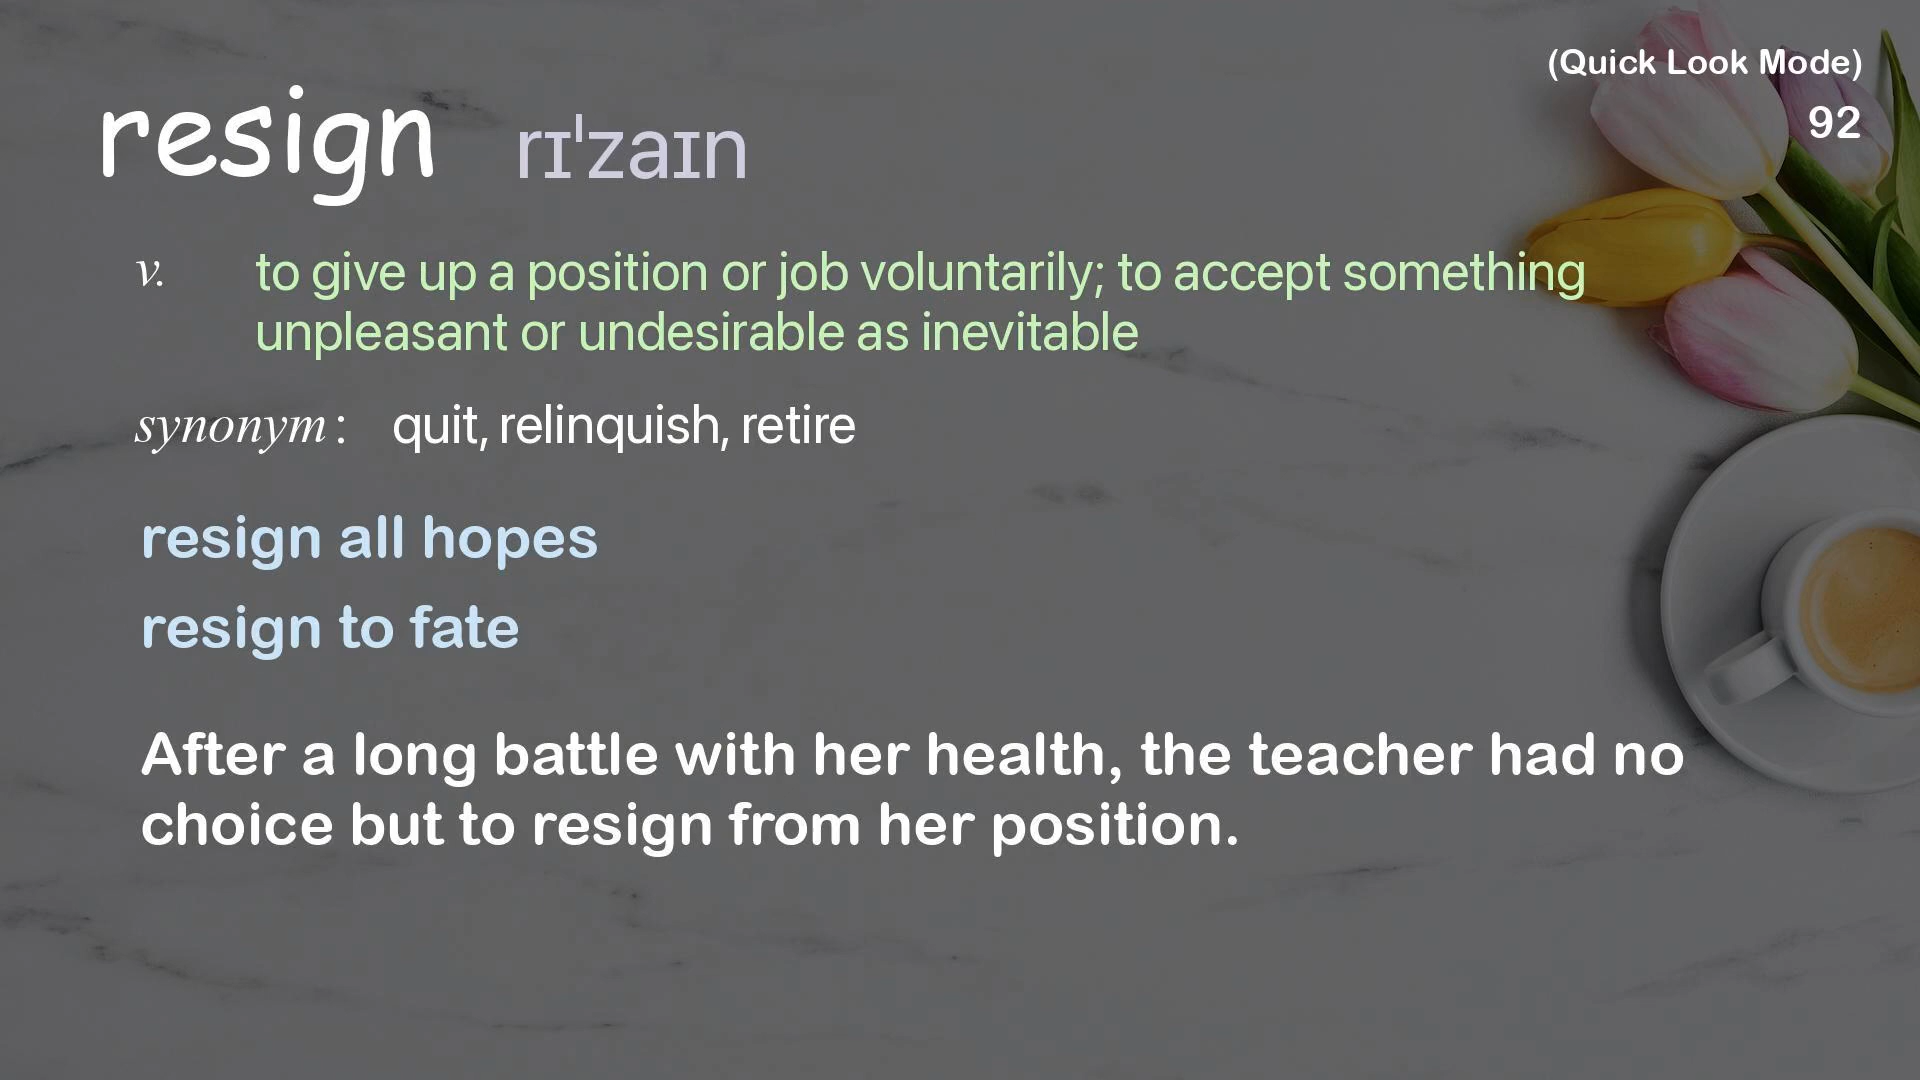 (Quick Look Mode)
92
resign rɪˈzaɪn
v. to give up a position or job voluntarily; to accept something
unpleasant or undesirable as inevitable
synonym : quit, relinquish, retire
resign all hopes
resign to fate
After a long battle with her health, the teacher had no
choice but to resign from her position.